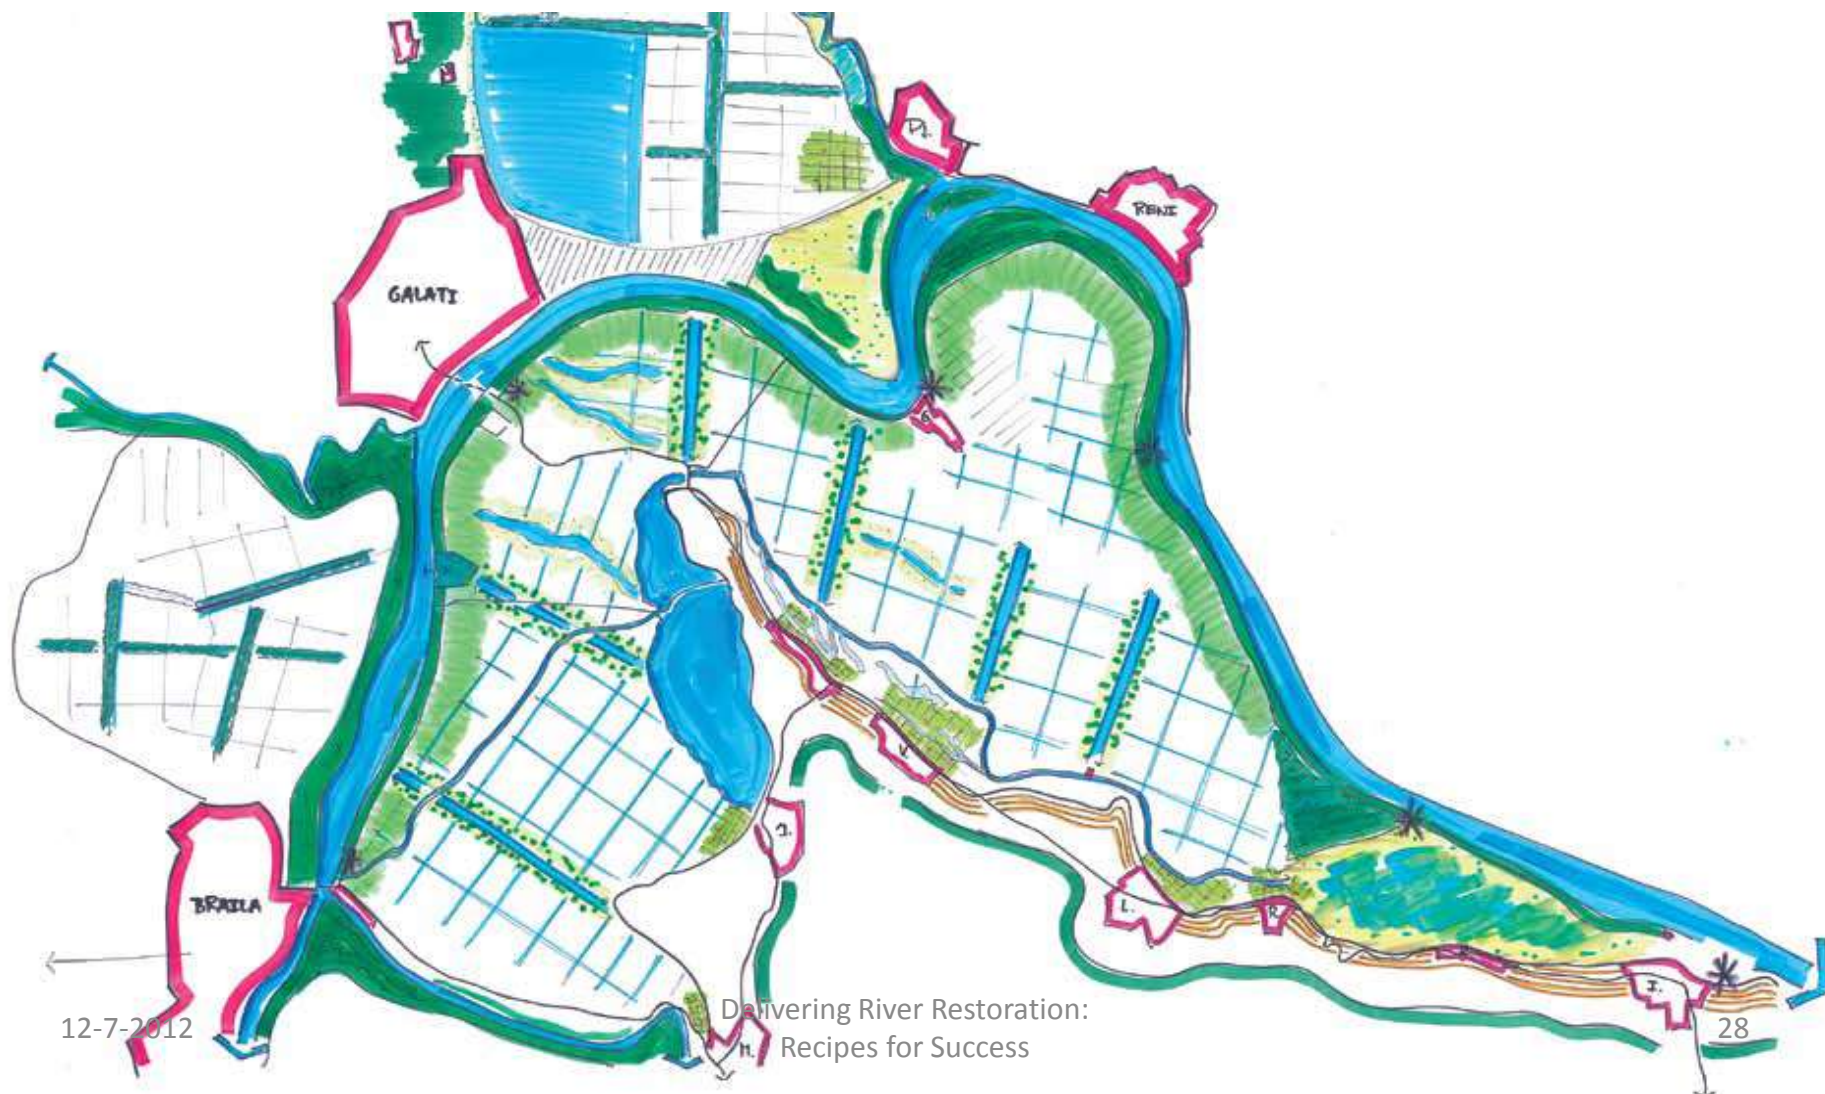 RENI
GALATI
V.
J.
L.
R.
BRAILA
I.
M.
12-7-2012
Delivering River Restoration:
Recipes for Success
28